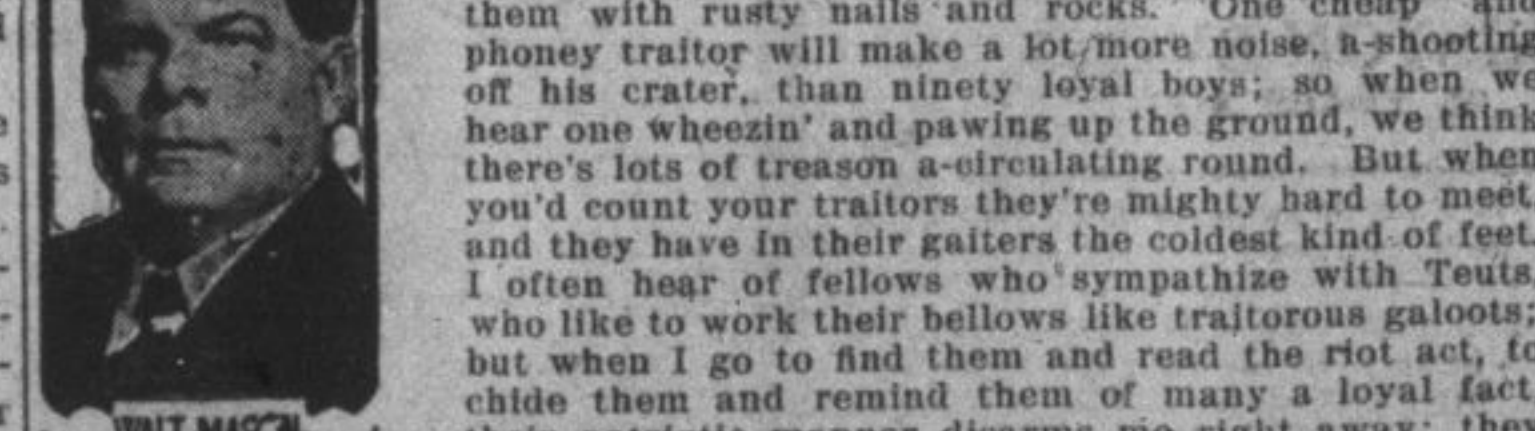 them with rusty nails and rocks. One cheap and
phoney traitor will make a lot more noise, a-shooting
off his crater, than ninety loyal boys; so when we
hear one wheezin' and pawing up the ground, we think
there's lots of treason a-circulating round. But when
you'd count your traitors they're mighty hard to meet,
and they have in their gaiters the coldest kind of feet.
I often hear of fellows who sympathize with Teuts,
who like to work their bellows like traitorous galoots;
but when I go to find them and read the riot act, to
chide them and remind them of many a loyal fact,
right away; they
WALT MASON